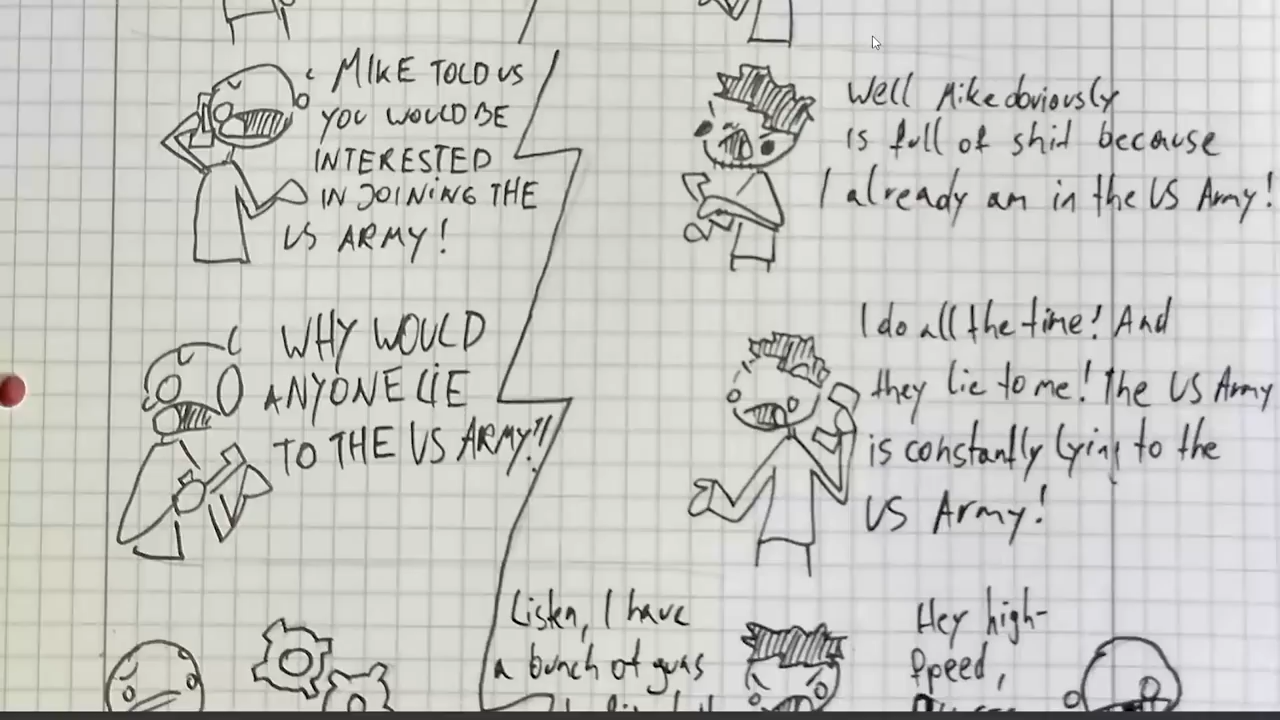 MIKE TOLD US
YOU WOULD BE
INTERESTED
IN JOINING THE
US ARMY!
Well Mike obviously
is full of shit because
I already am in the US Army!
WHY WOULD
ANYONE LIE
TO THE US ARMY?!
I do all the time! And
they lie to me! The US Army
is constantly lying to the
US Army!
Listen, I have
a bunch of guns
Hey high-
speed,